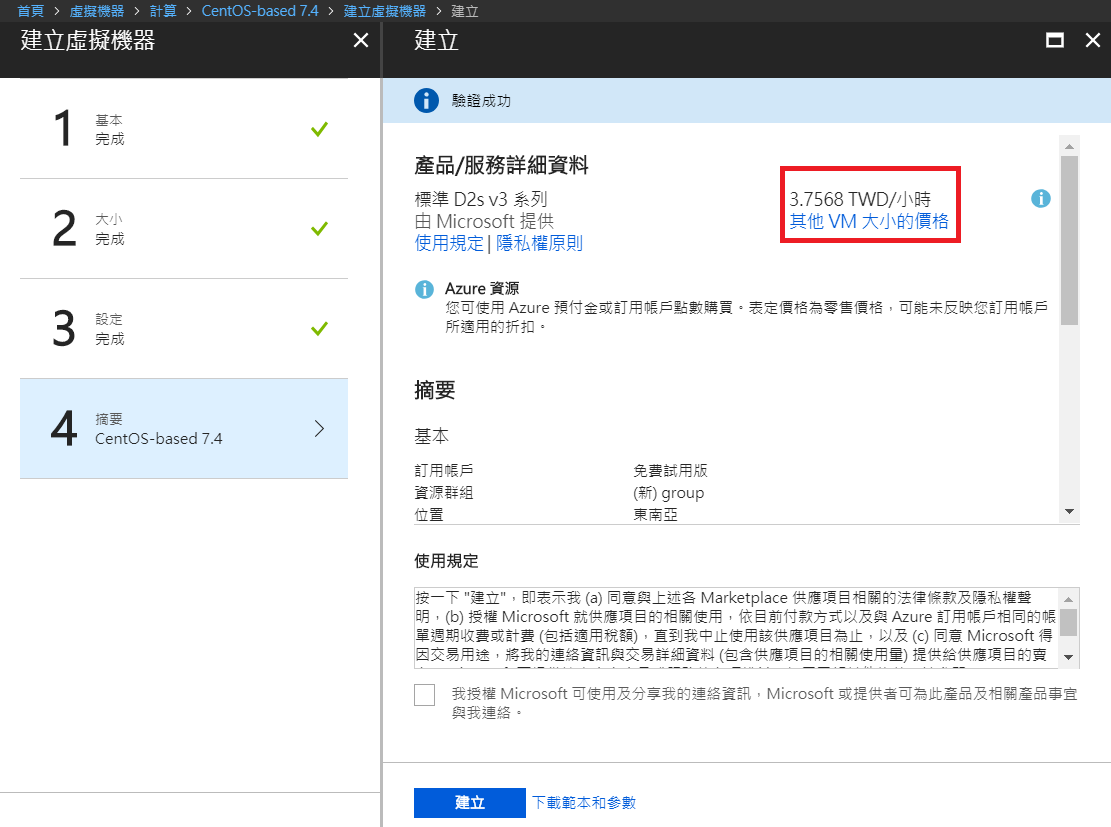 首頁 > 虛擬機器 > 計算 > CentOS-based 7.4 > 建立虛擬機器 > 建立
建立虛擬機器
建立
1
基本
完成
2
大小
完成
3
設定
完成
4
摘要
CentOS-based 7.4
驗證成功
產品/服務詳細資料
標準 D2s v3 系列
3.7568 TWD/小時
由 Microsoft 提供
其他 VM 大小的價格
使用規定 | 隱私權原則
Azure 資源
您可使用 Azure 預付金或訂用帳戶點數購買。表定價格為零售價格，可能未反映您訂用帳戶
所適用的折扣。
摘要
基本
訂用帳戶 免費試用版
資源群組 (新) group
位置 東南亞
使用規定
按一下 "建立"，即表示我 (a) 同意與上述各 Marketplace 供應項目相關的法律條款及隱私權聲
明，(b) 授權 Microsoft 就供應項目的相關使用，依目前付款方式以及與 Azure 訂用帳戶相同的帳
單週期收費或計費 (包括適用稅額)，直到我中止使用該供應項目為止，以及 (c) 同意 Microsoft 得
因交易用途，將我的連絡資訊與交易詳細資料 (包含供應項目的相關使用量) 提供給供應項目的賣
我授權 Microsoft 可使用及分享我的連絡資訊，Microsoft 或提供者可為此產品及相關產品事宜
與我連絡。
建立
下載範本和參數